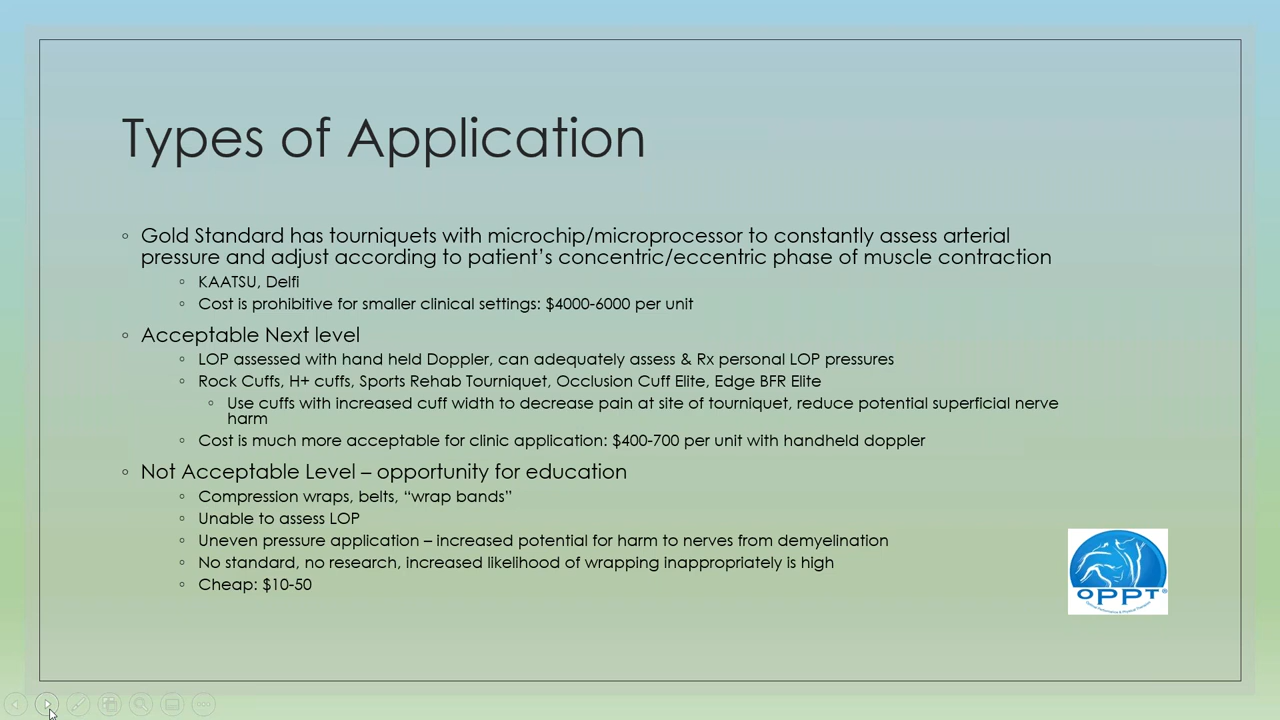 Types of Application
◦ Gold Standard has tourniquets with microchip/microprocessor to constantly assess arterial
pressure and adjust according to patient’s concentric/eccentric phase of muscle contraction
◦ KAATSU, Delfi
◦ Cost is prohibitive for smaller clinical settings: $4000-6000 per unit
◦ Acceptable Next level
◦ LOP assessed with hand held Doppler, can adequately assess & Rx personal LOP pressures
◦ Rock Cuffs, H+ cuffs, Sports Rehab Tourniquet, Occlusion Cuff Elite, Edge BFR Elite
◦ Use cuffs with increased cuff width to decrease pain at site of tourniquet, reduce potential superficial nerve
harm
◦ Cost is much more acceptable for clinic application: $400-700 per unit with handheld doppler
◦ Not Acceptable Level – opportunity for education
◦ Compression wraps, belts, “wrap bands”
◦ Unable to assess LOP
◦ Uneven pressure application – increased potential for harm to nerves from demyelination
◦ No standard, no research, increased likelihood of wrapping inappropriately is high
◦ Cheap: $10-50
OPPT®